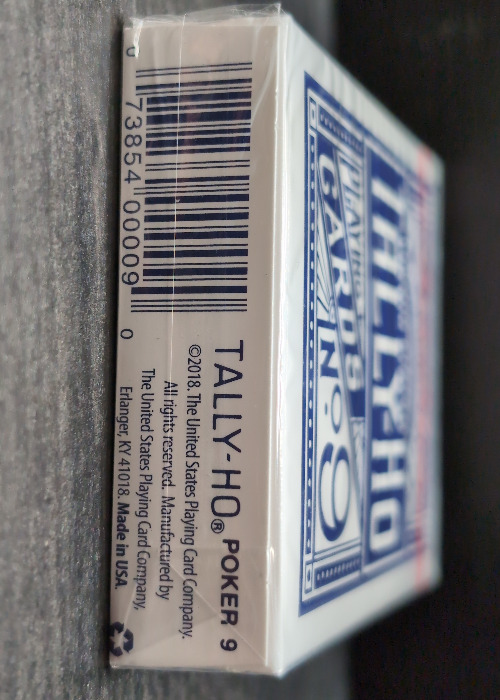 0 73854 00009 0
TALLY-HO® POKER 9
©2018. The United States Playing Card Company.
All rights reserved. Manufactured by
The United States Playing Card Company,
Erlanger, KY 41018. Made in USA.
TALLY-HO
PLAYING
CARDS
No. 9